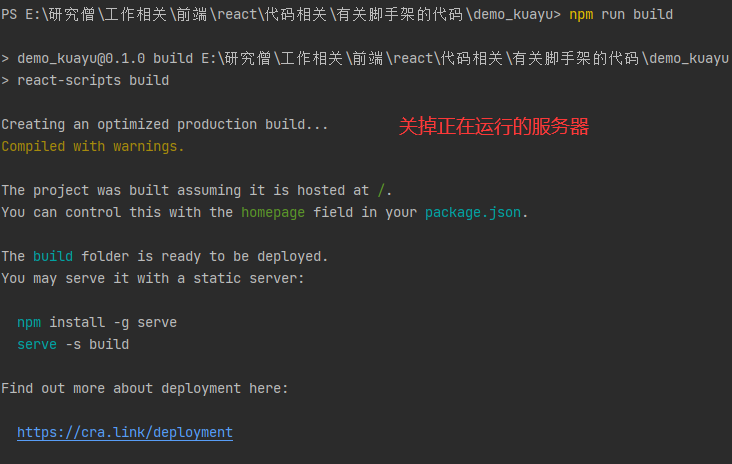 PS E:\研究僧\工作相关\前端\react\代码相关\有关脚手架的代码\demo_kuayu> npm run build
> demo_kuayu@0.1.0 build E:\研究僧\工作相关\前端\react\代码相关\有关脚手架的代码\demo_kuayu
> react-scripts build
Creating an optimized production build...
关掉正在运行的服务器
Compiled with warnings.
The project was built assuming it is hosted at /.
You can control this with the homepage field in your package.json.
The build folder is ready to be deployed.
You may serve it with a static server:
npm install -g serve
serve -s build
Find out more about deployment here:
https://cra.link/deployment